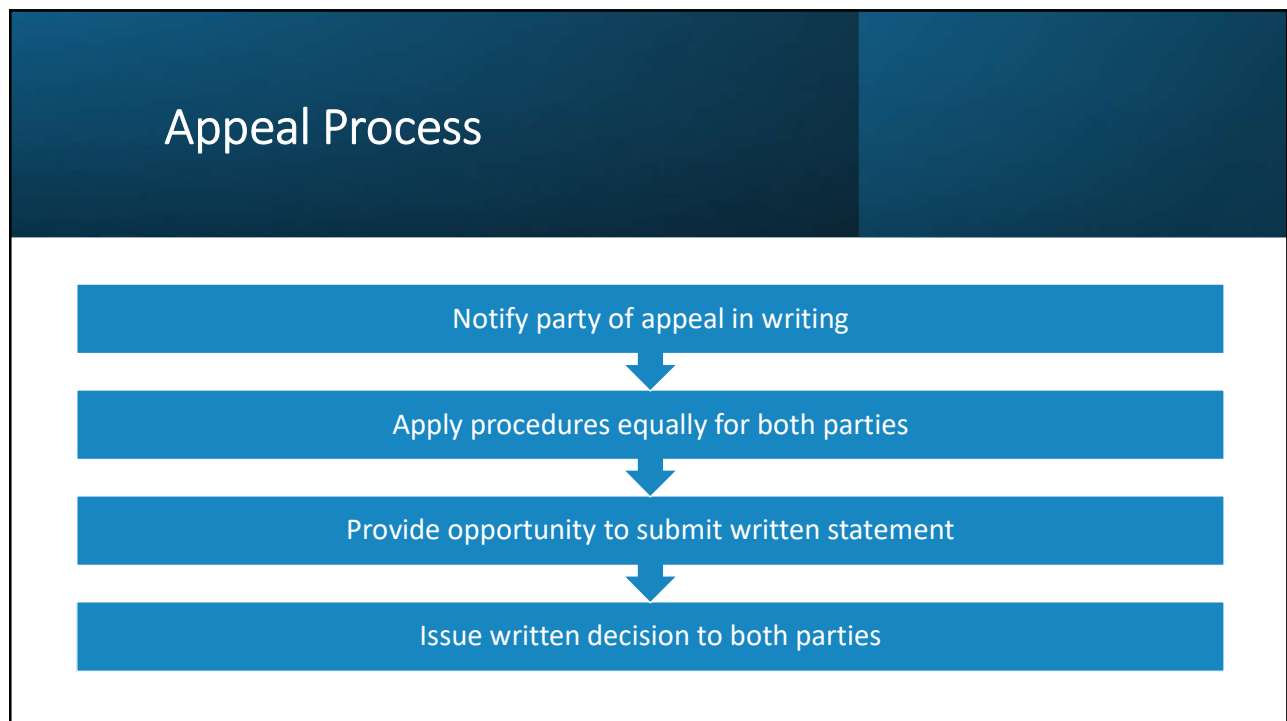 Appeal Process
Notify party of appeal in writing
Apply procedures equally for both parties
Provide opportunity to submit written statement
Issue written decision to both parties